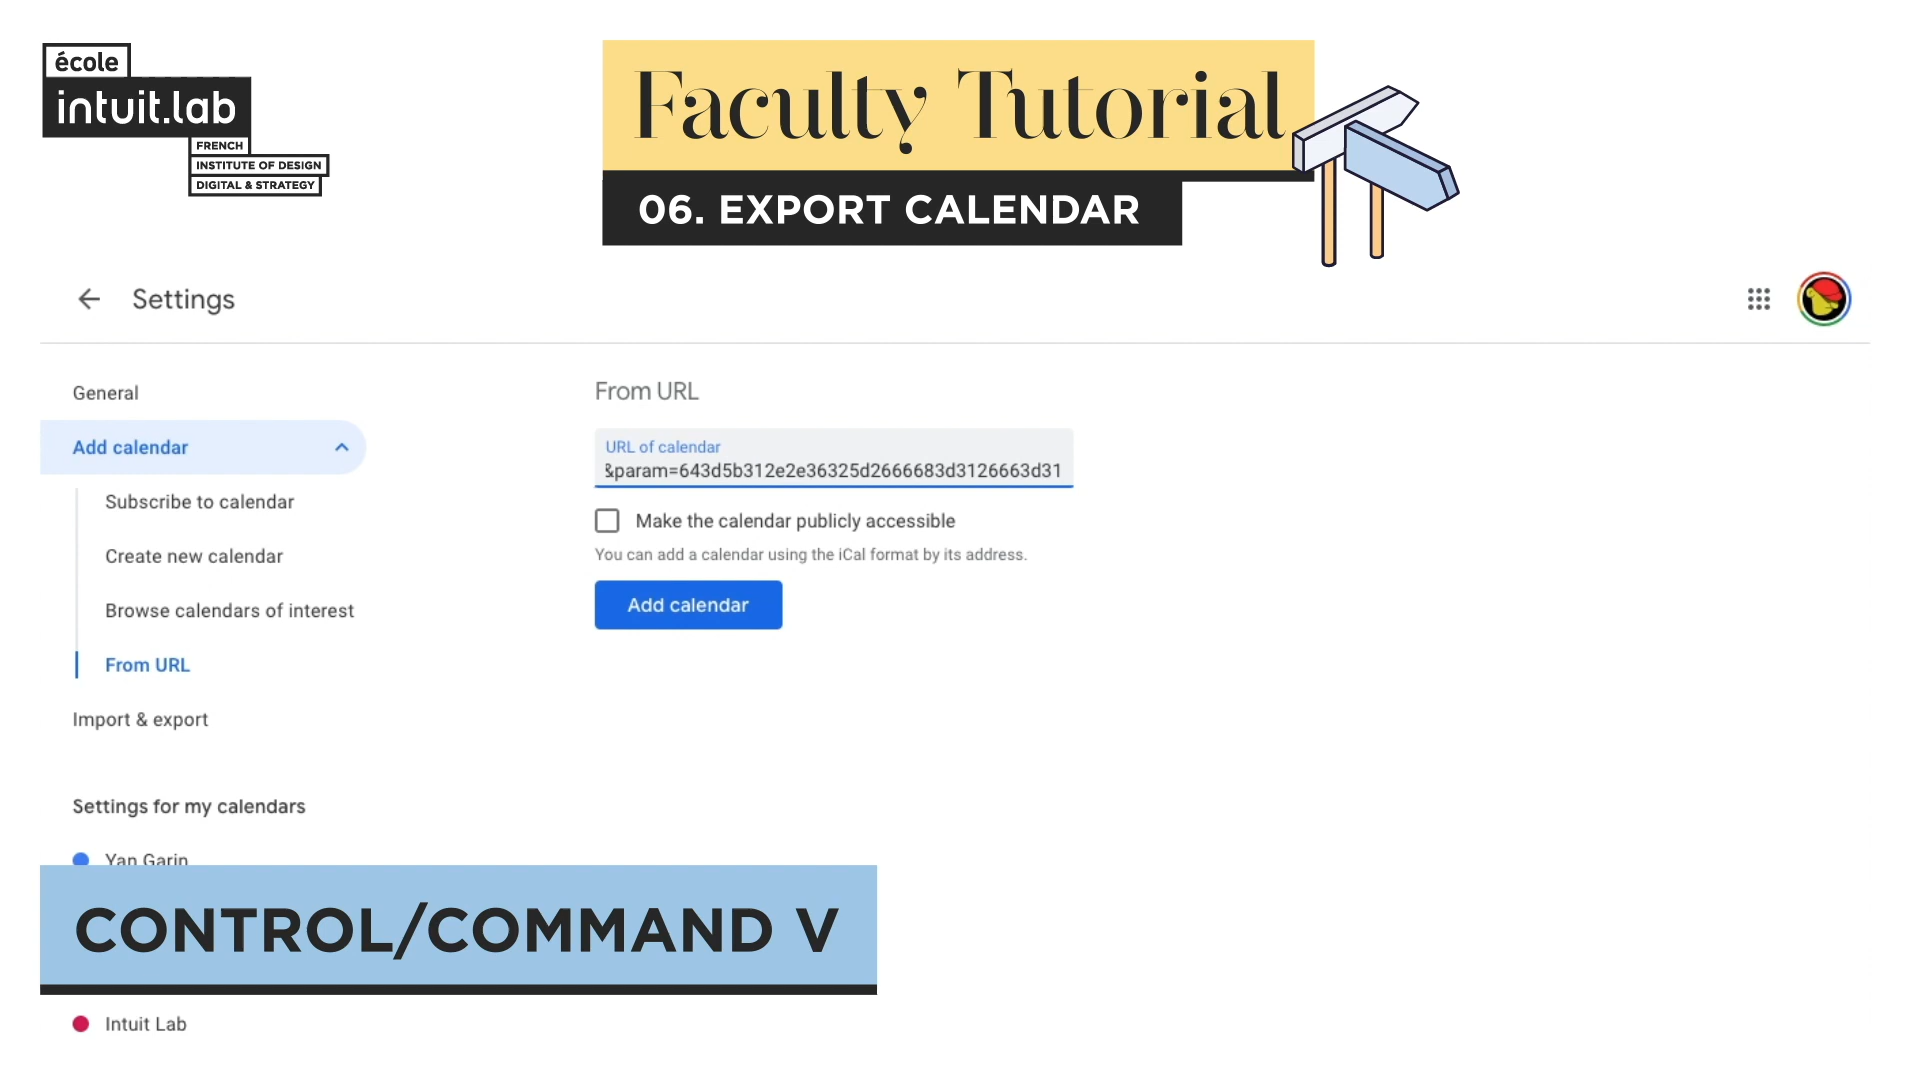 école
intuit.lab
FRENCH
INSTITUTE OF DESIGN
DIGITAL & STRATEGY
Faculty Tutorial
06. EXPORT CALENDAR
Settings
General
Add calendar
Subscribe to calendar
Create new calendar
Browse calendars of interest
From URL
Import & export
Settings for my calendars
Yan Garin
From URL
URL of calendar
&param=643d5b312e2e36325d2666683d3126663d31
Make the calendar publicly accessible
You can add a calendar using the iCal format by its address.
Add calendar
CONTROL/COMMAND V
Intuit Lab